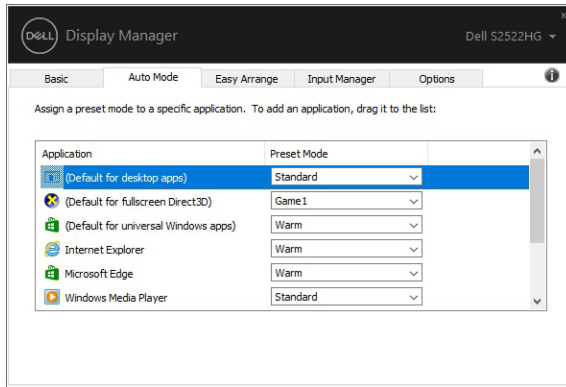 DELL Display Manager
Dell S2522HG
Basic Auto Mode Easy Arrange Input Manager Options
Assign a preset mode to a specific application. To add an application, drag it to the list:
Application Preset Mode
(Default for desktop apps) Standard
(Default for fullscreen Direct3D) Game1
(Default for universal Windows apps) Warm
Internet Explorer Warm
Microsoft Edge Warm
Windows Media Player Standard